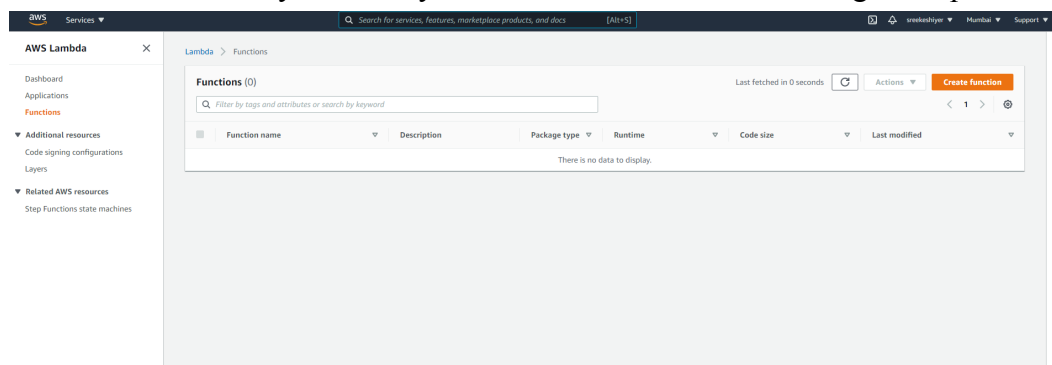 aws Services ▼ Search for services, features, marketplace products, and docs [Alt+S] sreekeshiyer ▼ Mumbai ▼ Support ▼
AWS Lambda ×
Dashboard
Applications
Functions
▼ Additional resources
Code signing configurations
Layers
▼ Related AWS resources
Step Functions state machines
Lambda > Functions
Functions (0) Last fetched in 0 seconds Actions ▼ Create function
Filter by tags and attributes or search by keyword < 1 >
Function name Description Package type Runtime Code size Last modified
There is no data to display.